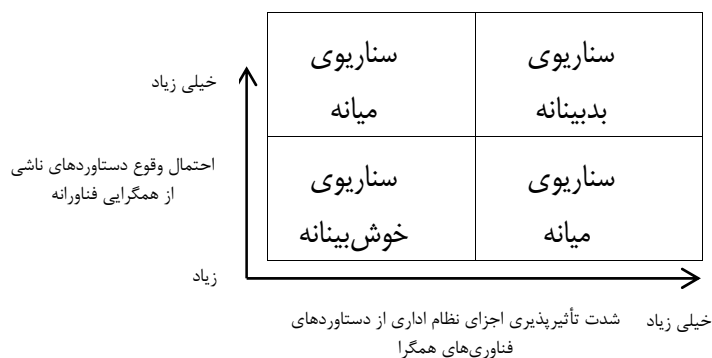 سناریوی
بدبینانه
سناریوی
میانه
سناریوی
میانه
سناریوی
خوش‌بینانه
خیلی زیاد
احتمال وقوع دستاوردهای ناشی
از همگرایی فناورانه
زیاد
خیلی زیاد
شدت تأثیرپذیری اجزای نظام اداری از دستاوردهای
فناوری‌های همگرا